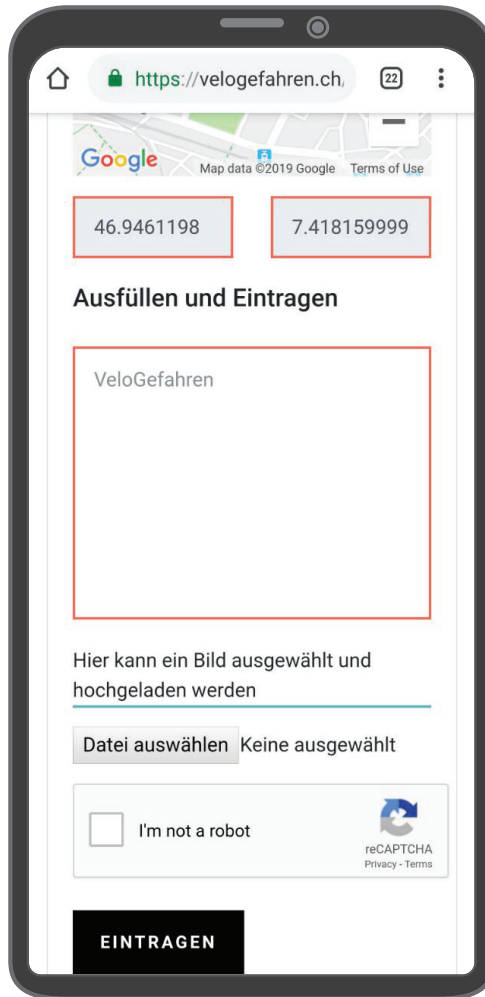 https://velogefahren.ch/
22
Google
Map data ©2019 Google Terms of Use
46.9461198
7.418159999
Ausfüllen und Eintragen
VeloGefahren
Hier kann ein Bild ausgewählt und
hochgeladen werden
Datei auswählen Keine ausgewählt
I'm not a robot
reCAPTCHA
Privacy - Terms
EINTRAGEN